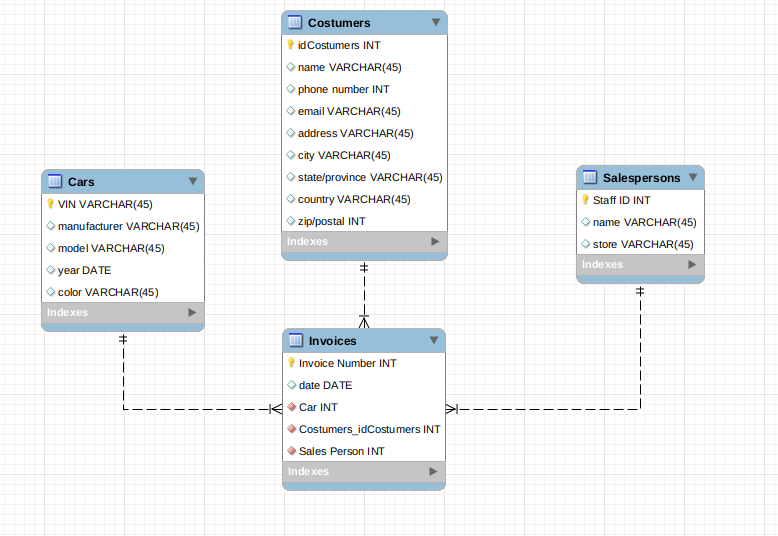 Costumers
idCostumers INT
name VARCHAR(45)
phone number INT
email VARCHAR(45)
address VARCHAR(45)
city VARCHAR(45)
state/province VARCHAR(45)
country VARCHAR(45)
zip/postal INT
Indexes
Cars
VIN VARCHAR(45)
manufacturer VARCHAR(45)
model VARCHAR(45)
year DATE
color VARCHAR(45)
Indexes
Salespersons
Staff ID INT
name VARCHAR(45)
store VARCHAR(45)
Indexes
Invoices
Invoice Number INT
date DATE
Car INT
Costumers_idCostumers INT
Sales Person INT
Indexes